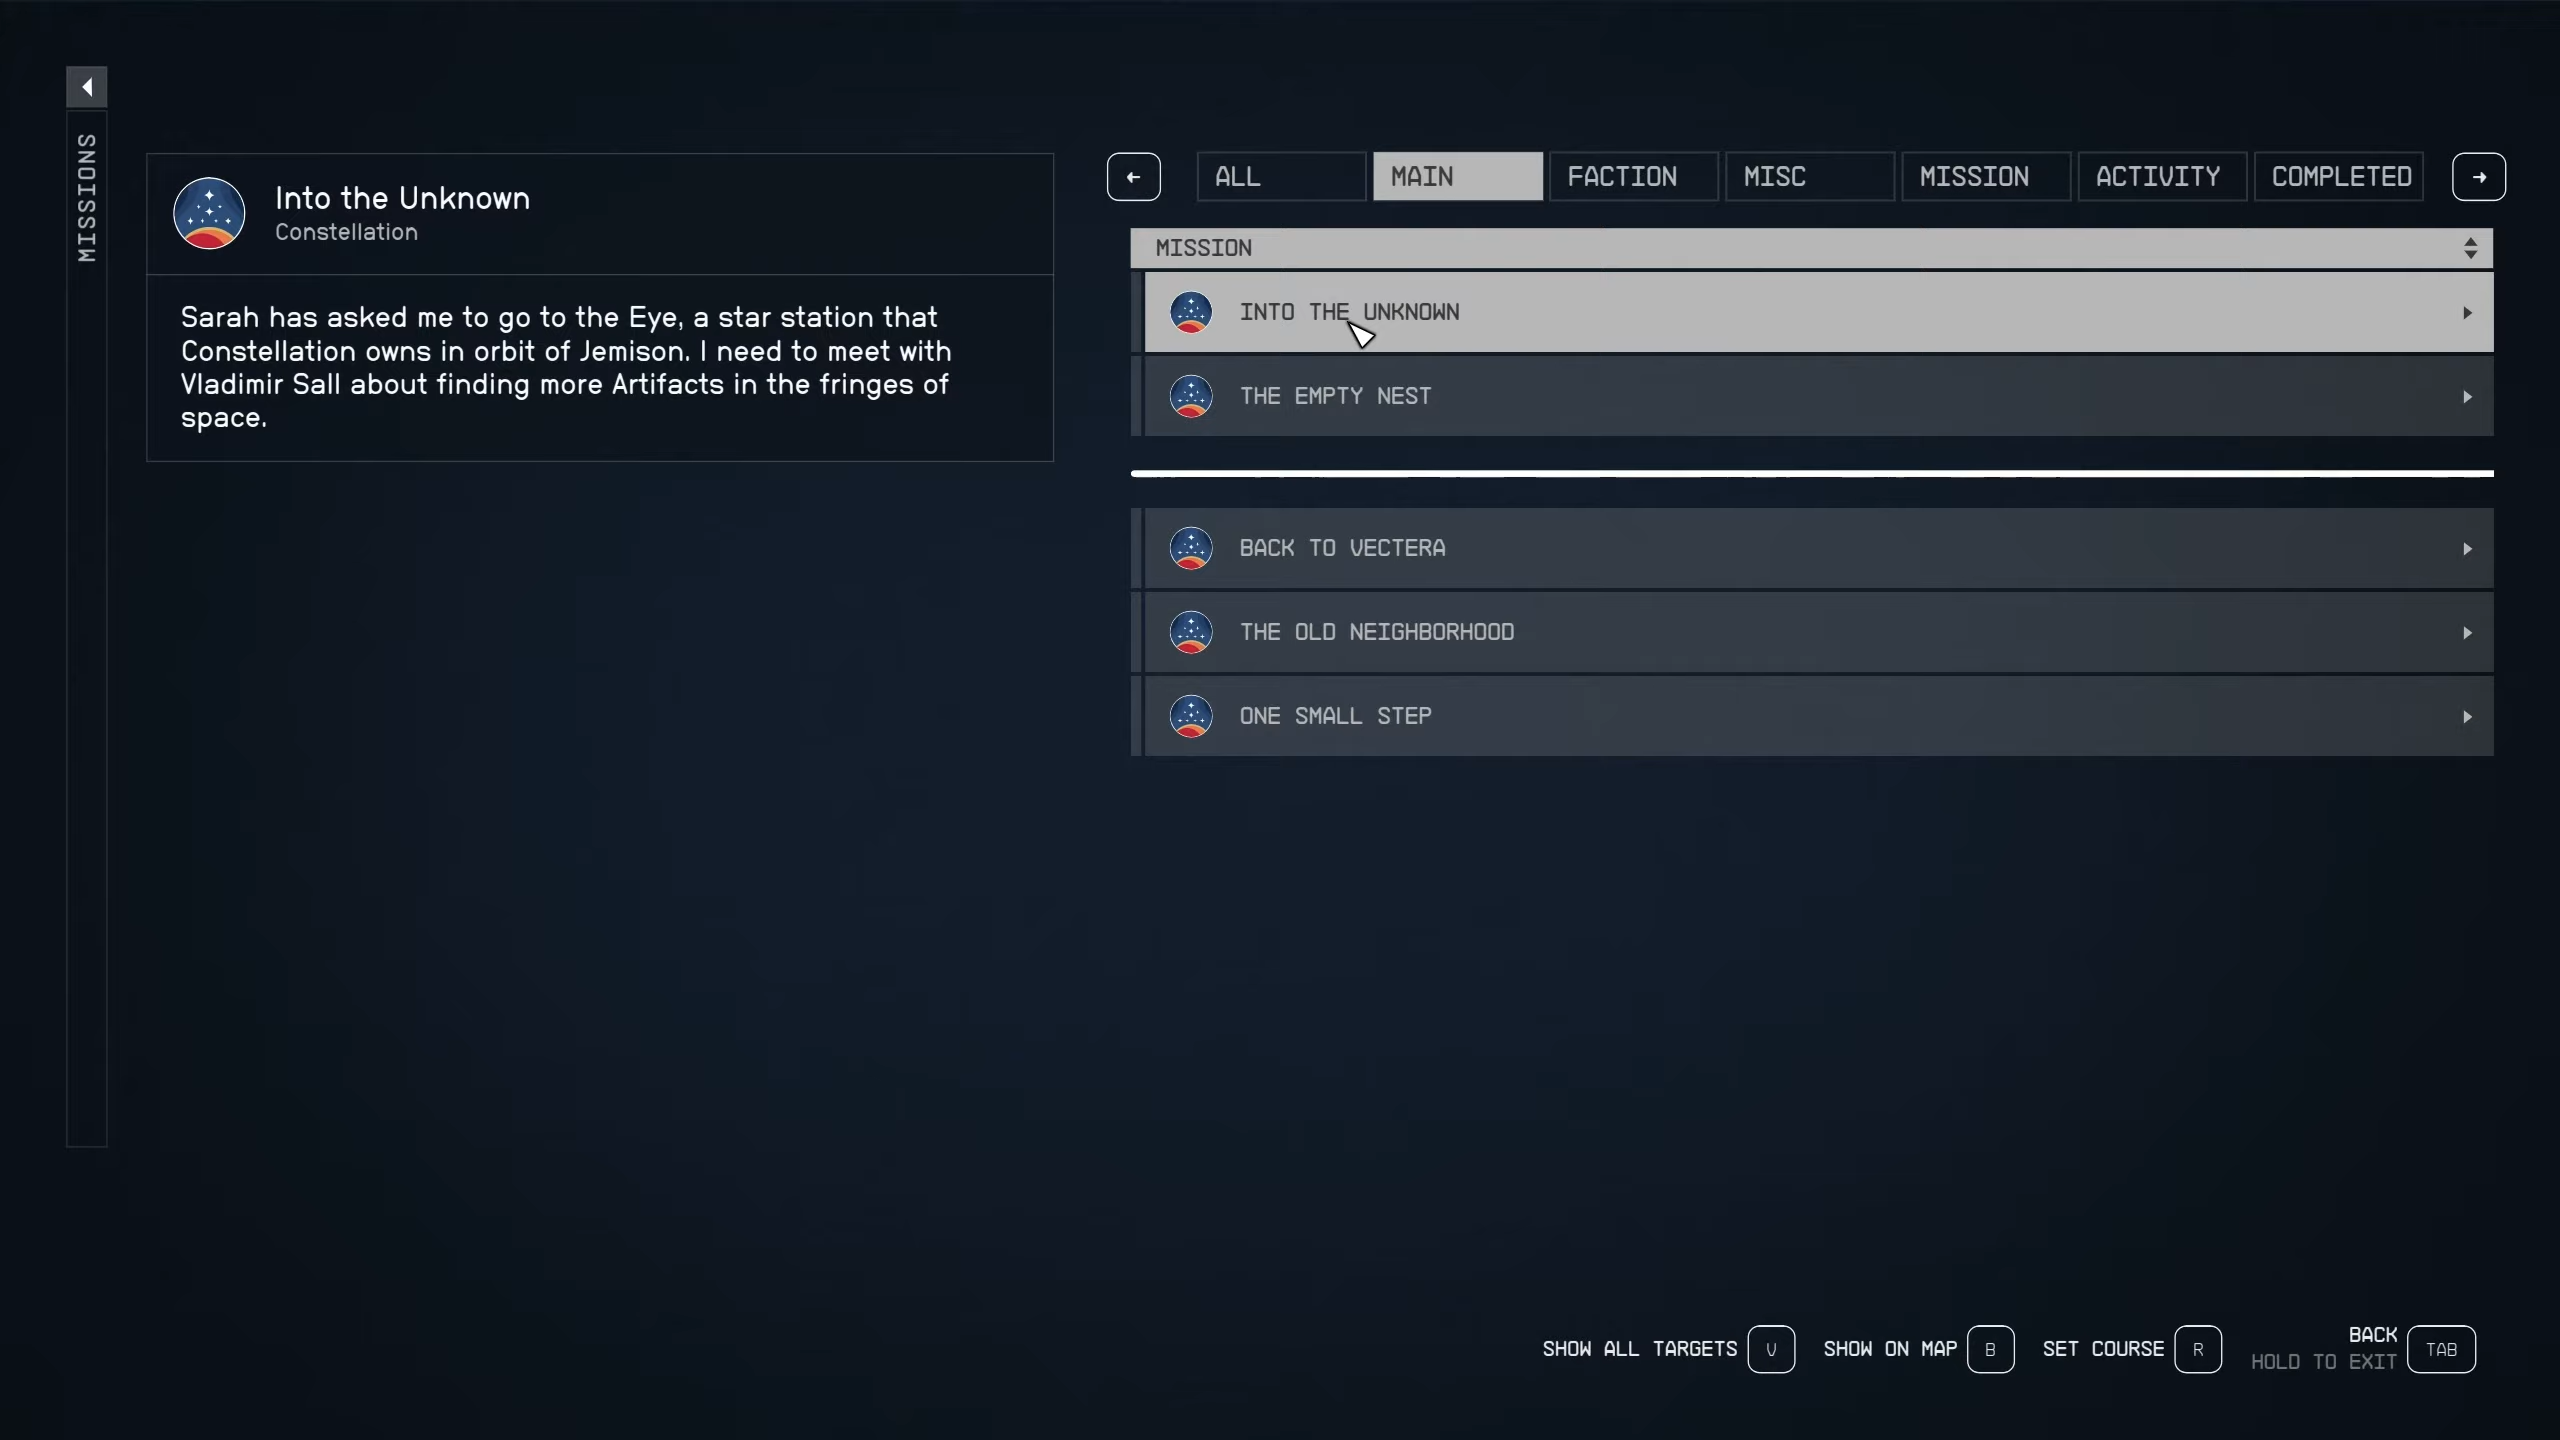 MISSIONS
Into the Unknown
Constellation
Sarah has asked me to go to the Eye, a star station that
Constellation owns in orbit of Jemison. I need to meet with
Vladimir Sall about finding more Artifacts in the fringes of
space.
ALL MAIN FACTION MISC MISSION ACTIVITY COMPLETED
MISSION
INTO THE UNKNOWN
THE EMPTY NEST
BACK TO VECTERA
THE OLD NEIGHBORHOOD
ONE SMALL STEP
SHOW ALL TARGETS V SHOW ON MAP B SET COURSE R BACK TAB
HOLD TO EXIT